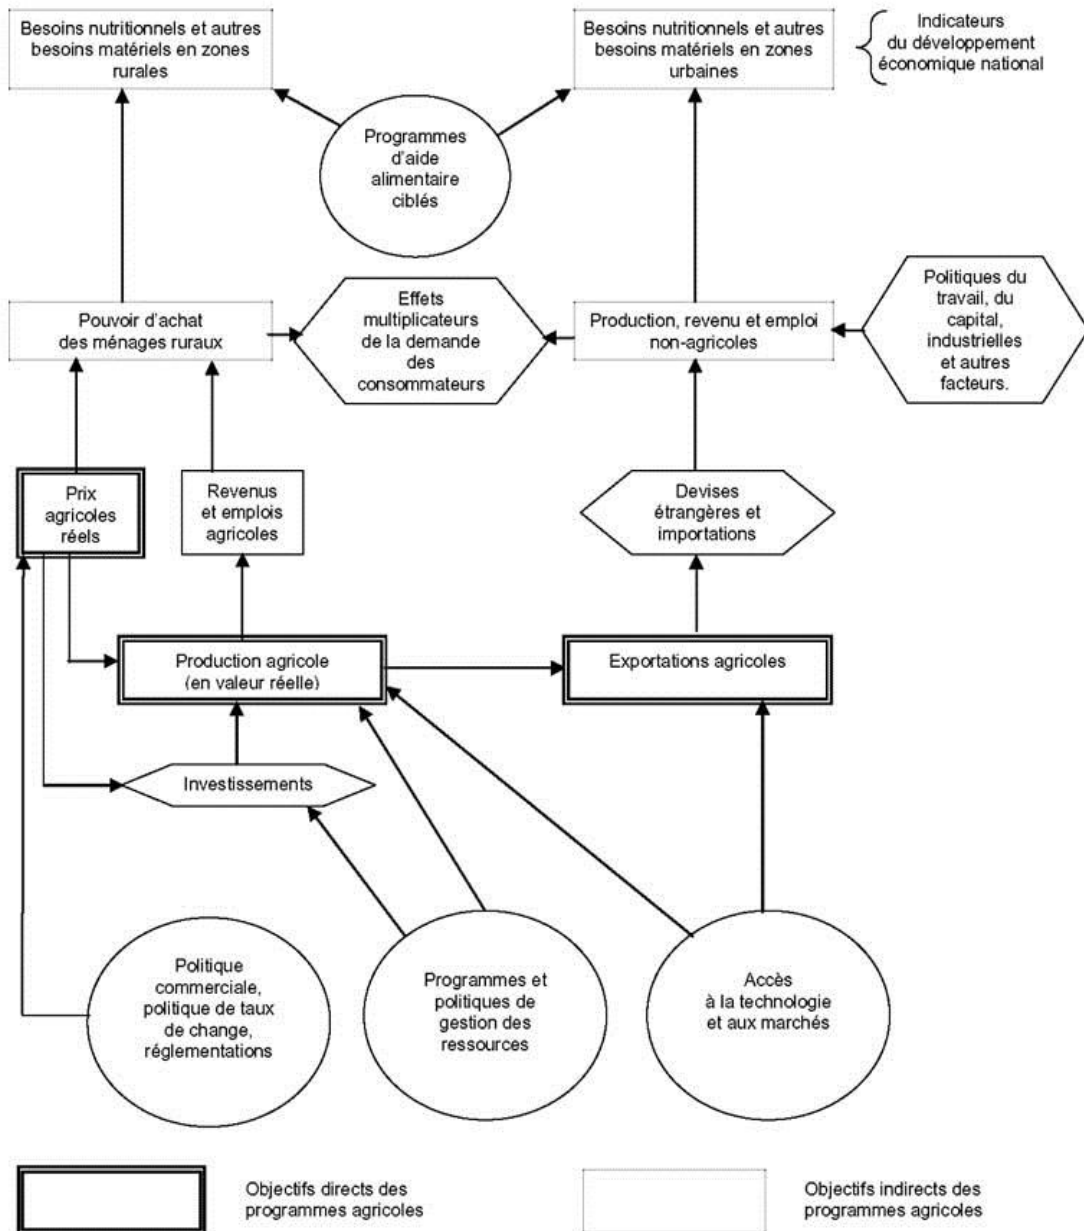 Besoins nutritionnels et autres
besoins matériels en zones
rurales
Besoins nutritionnels et autres
besoins matériels en zones
urbaines
Indicateurs
du développement
économique national
Programmes
d'aide
alimentaire
ciblés
Pouvoir d'achat
des ménages ruraux
Effets
multiplicateurs
de la demande
des
consommateurs
Production, revenu et emploi
non-agricoles
Politiques du
travail, du
capital,
industrielles
et autres
facteurs.
Prix
agricoles
réels
Revenus
et emplois
agricoles
Devises
étrangères et
importations
Production agricole
(en valeur réelle)
Exportations agricoles
Investissements
Politique
commerciale,
politique de taux
de change,
réglementations
Programmes et
politiques de
gestion des
ressources
Accès
à la technologie
et aux marchés
Objectifs directs des
programmes agricoles
Objectifs indirects des
programmes agricoles